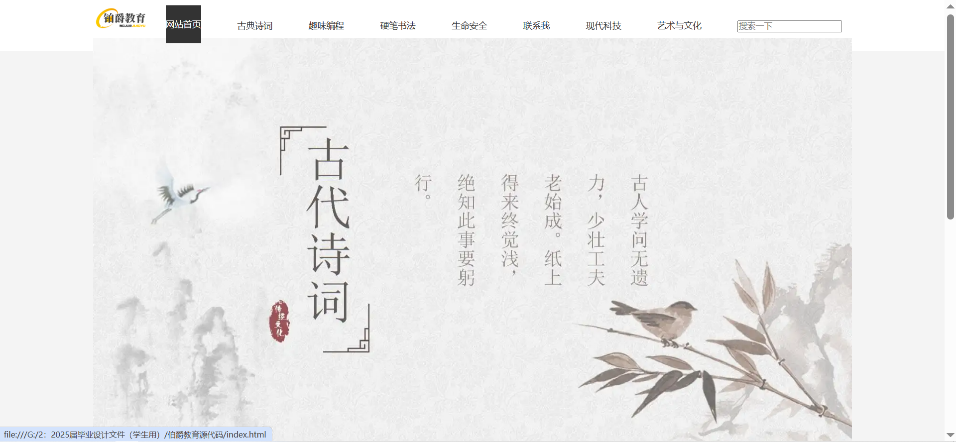 伯爵教育
网站首页
古典诗词
趣味编程
硬笔书法
生命安全
联系我
现代科技
艺术与文化
搜索一下
古代诗词
古人学问无遗
力，少壮工夫
老始成。纸上
得来终觉浅，
绝知此事要躬
行。
file:///G:/2：2025届毕业设计文件（学生用）/伯爵教育源代码/index.html